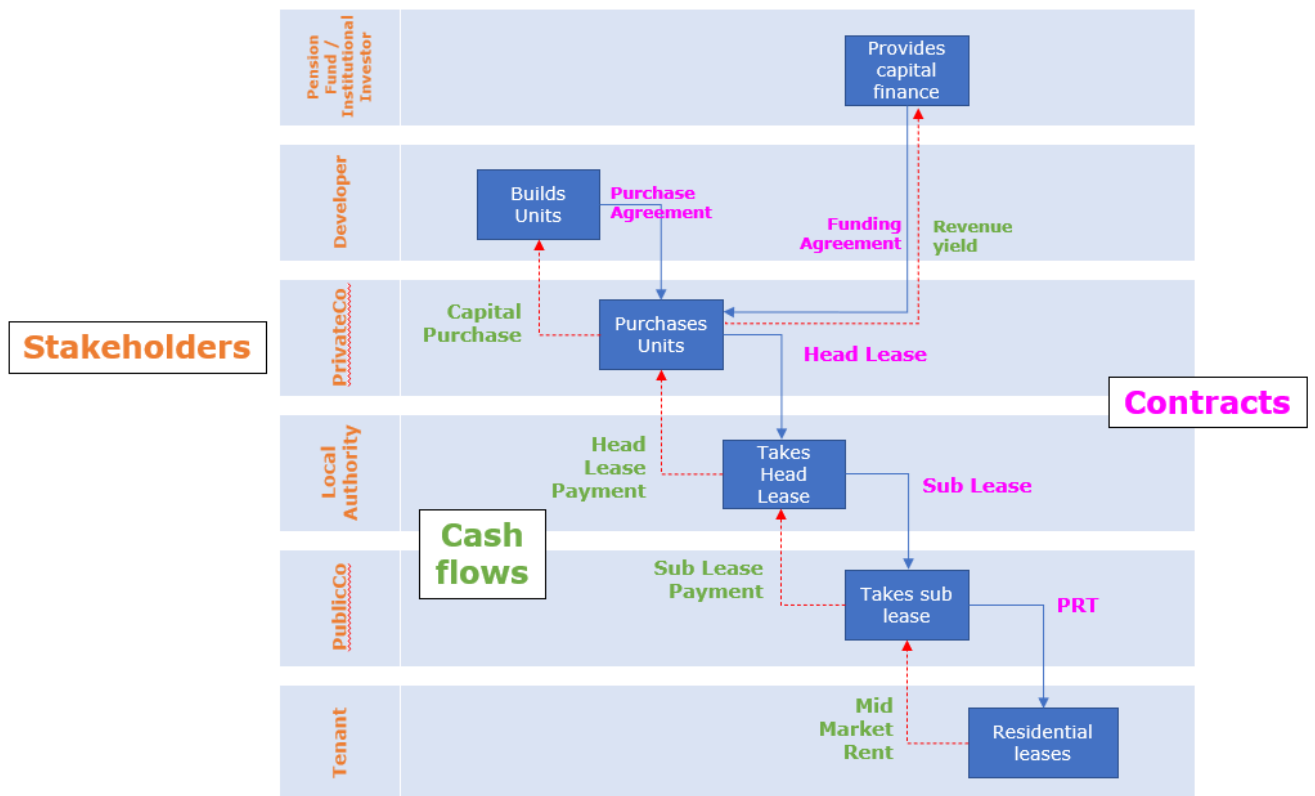 Pension
Fund /
Institutional
Investor
Provides
capital
finance
Developer
Builds
Units
Purchase
Agreement
Funding
Agreement
Revenue
yield
Stakeholders
PrivateCo
Capital
Purchase
Purchases
Units
Head Lease
Contracts
Local
Authority
Head
Lease
Payment
Takes
Head
Lease
Sub Lease
Cash
flows
PublicCo
Sub Lease
Payment
Takes sub
lease
PRT
Tenant
Mid
Market
Rent
Residential
leases